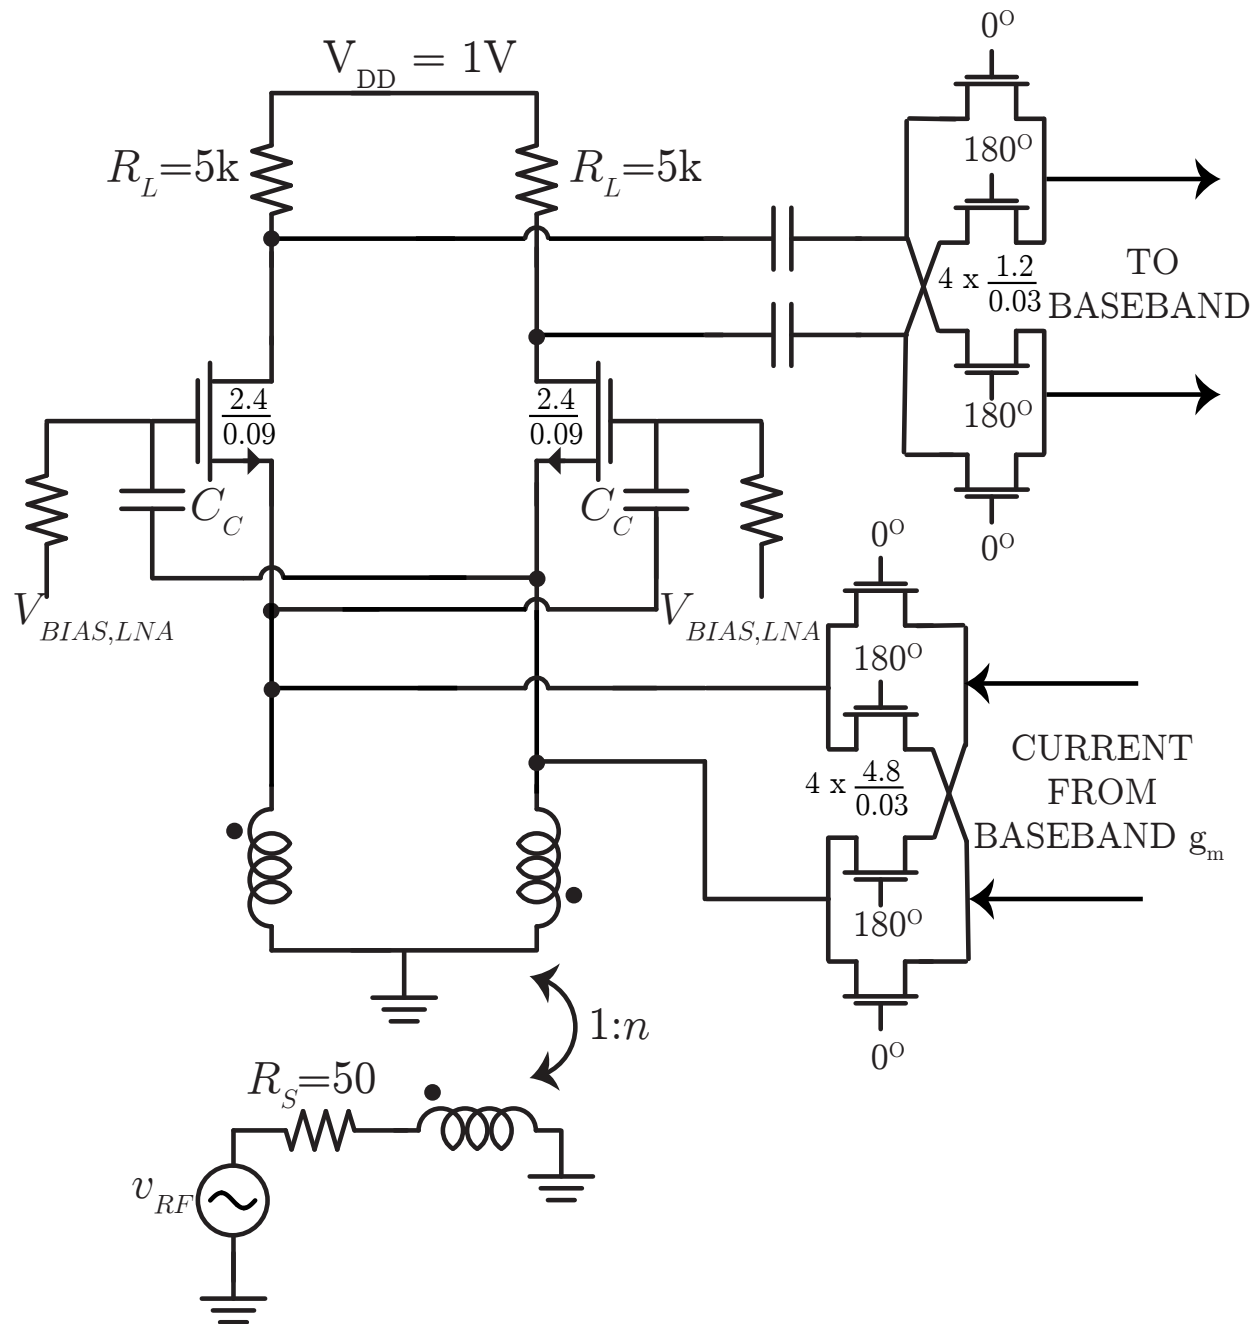 0°
V_DD = 1V
180°
R_L=5k
R_L=5k
4 x 1.2/0.03
TO
BASEBAND
2.4/0.09
2.4/0.09
180°
C_C
C_C
0°
0°
V_BIAS,LNA
V_BIAS,LNA
180°
CURRENT
FROM
BASEBAND g_m
4 x 4.8/0.03
180°
1:n
0°
R_S=50
v_RF